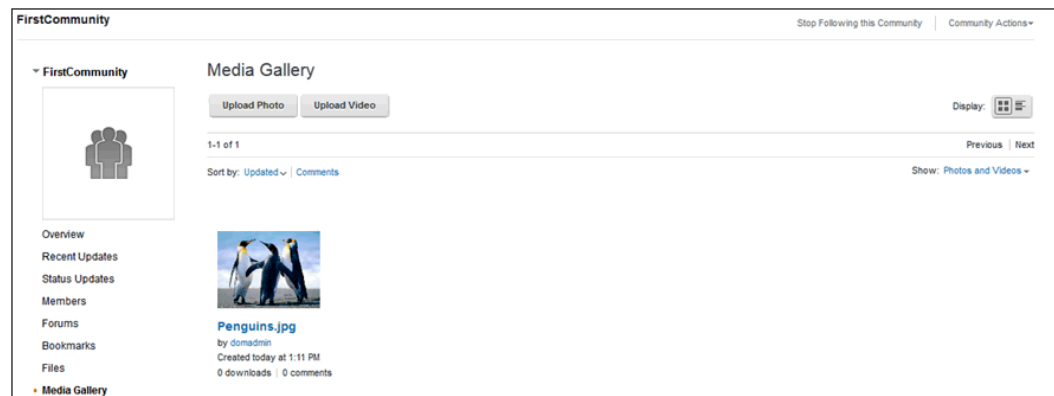 FirstCommunity
Stop Following this Community | Community Actions
FirstCommunity
Overview
Recent Updates
Status Updates
Members
Forums
Bookmarks
Files
Media Gallery
Media Gallery
Upload Photo Upload Video
Display:
1-1 of 1
Previous | Next
Sort by: Updated | Comments
Show: Photos and Videos
Penguins.jpg
by domadmin
Created today at 1:11 PM
0 downloads | 0 comments